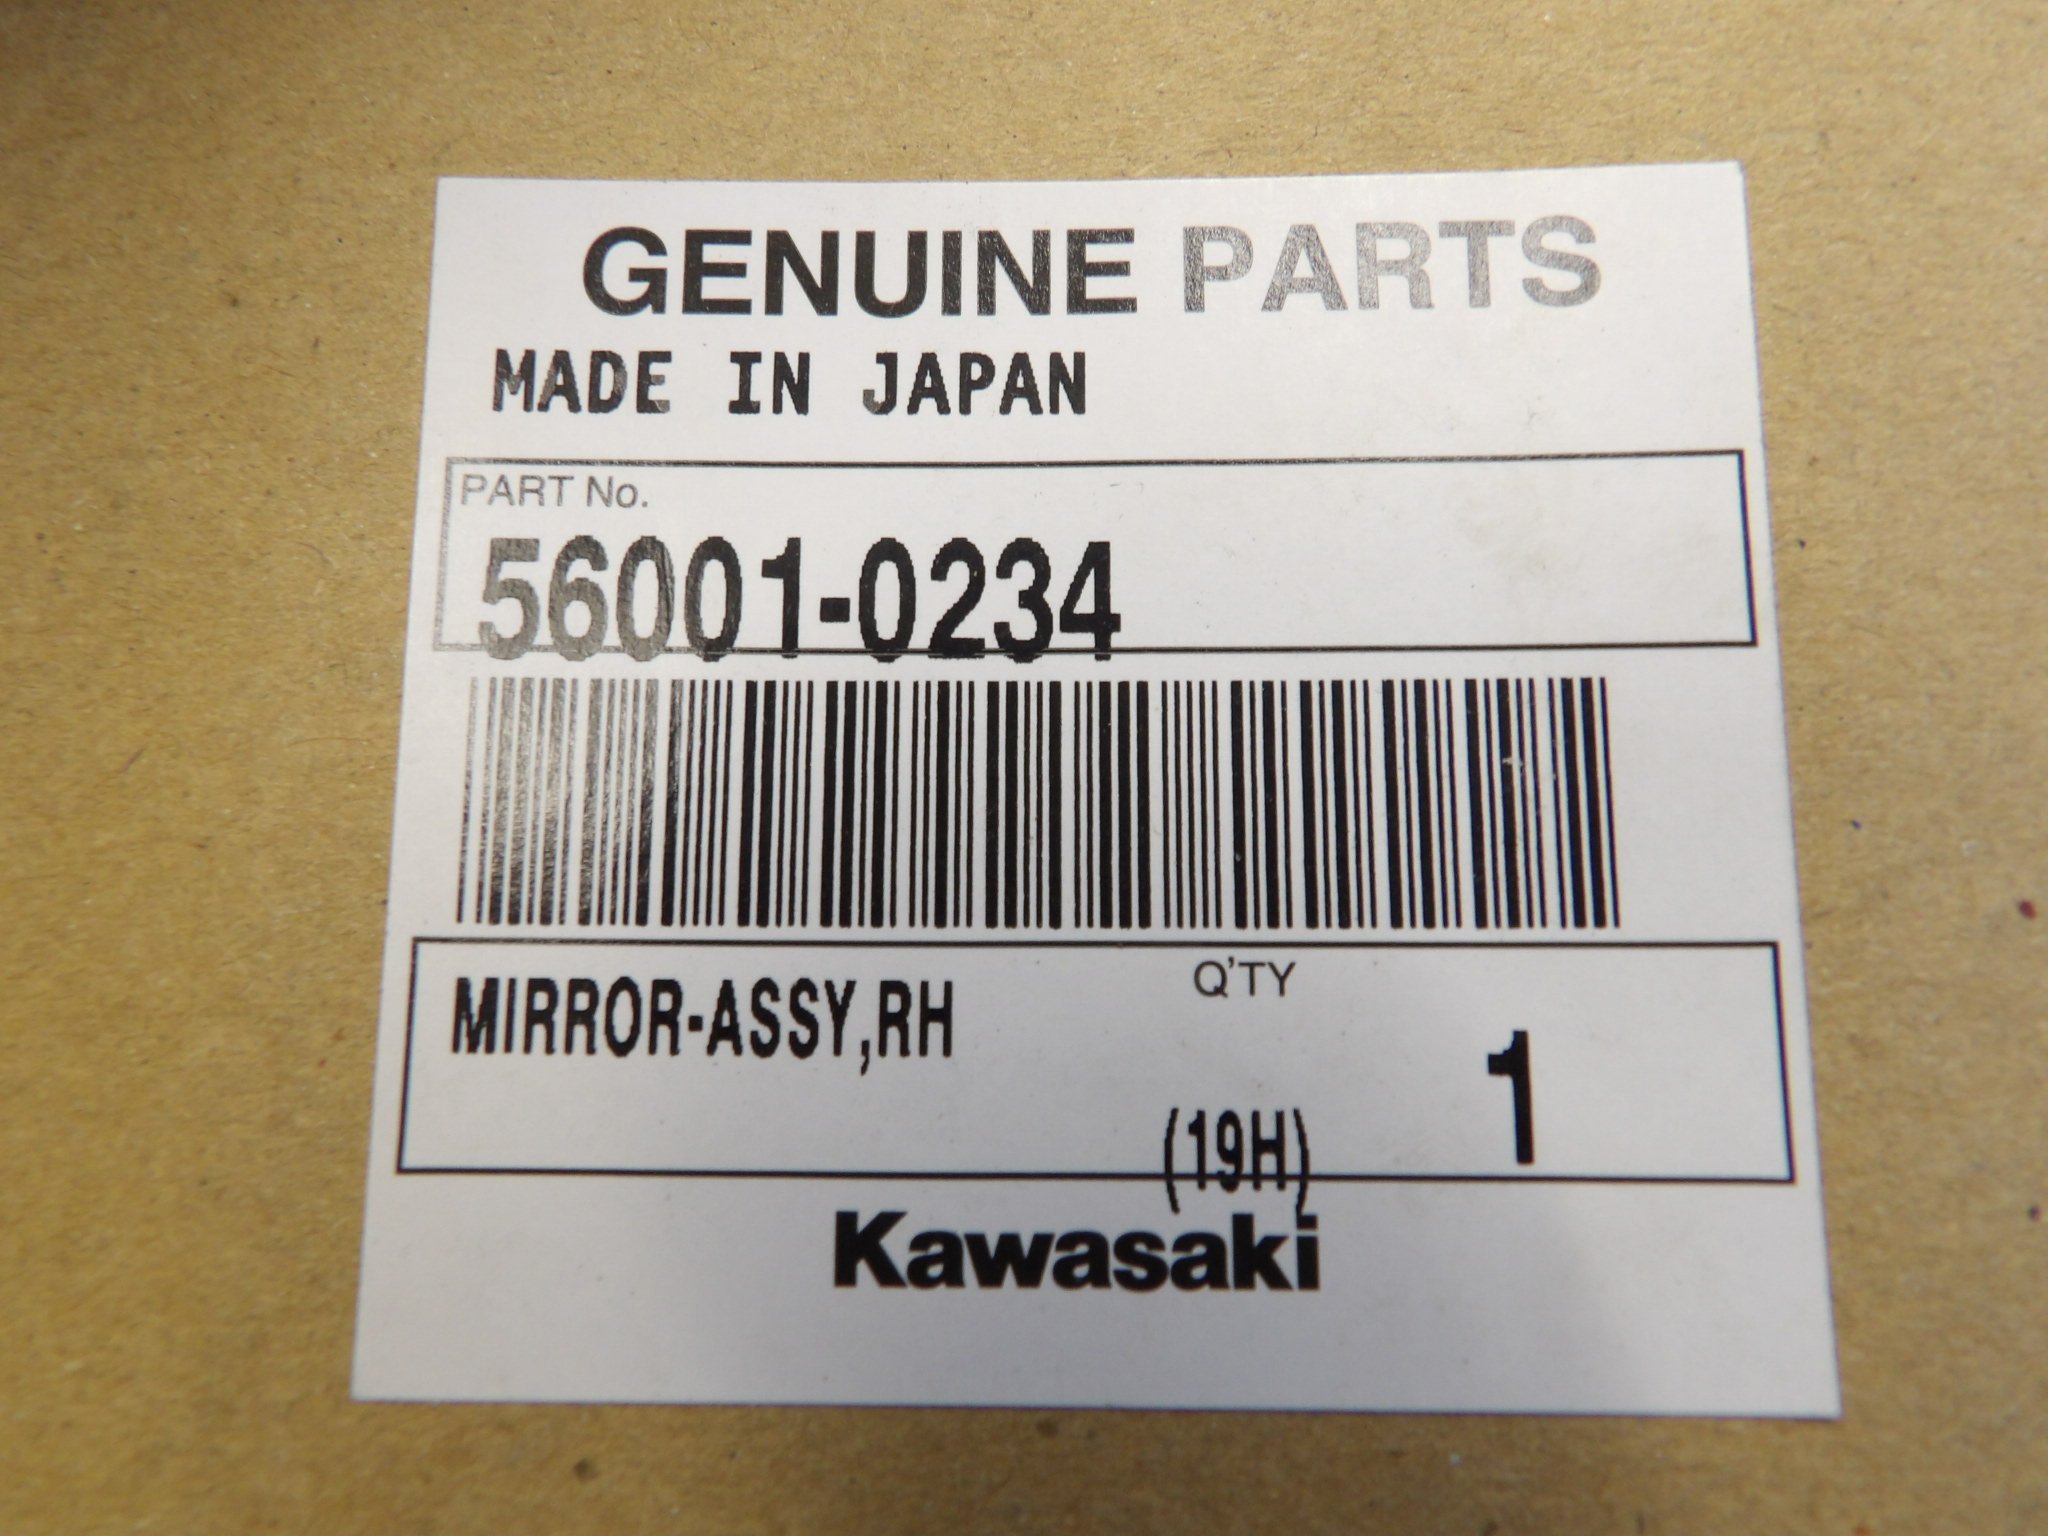 GENUINE PARTS
MADE IN JAPAN
PART No.
56001-0234
MIRROR-ASSY,RH
Q'TY
(19H)
1
Kawasaki